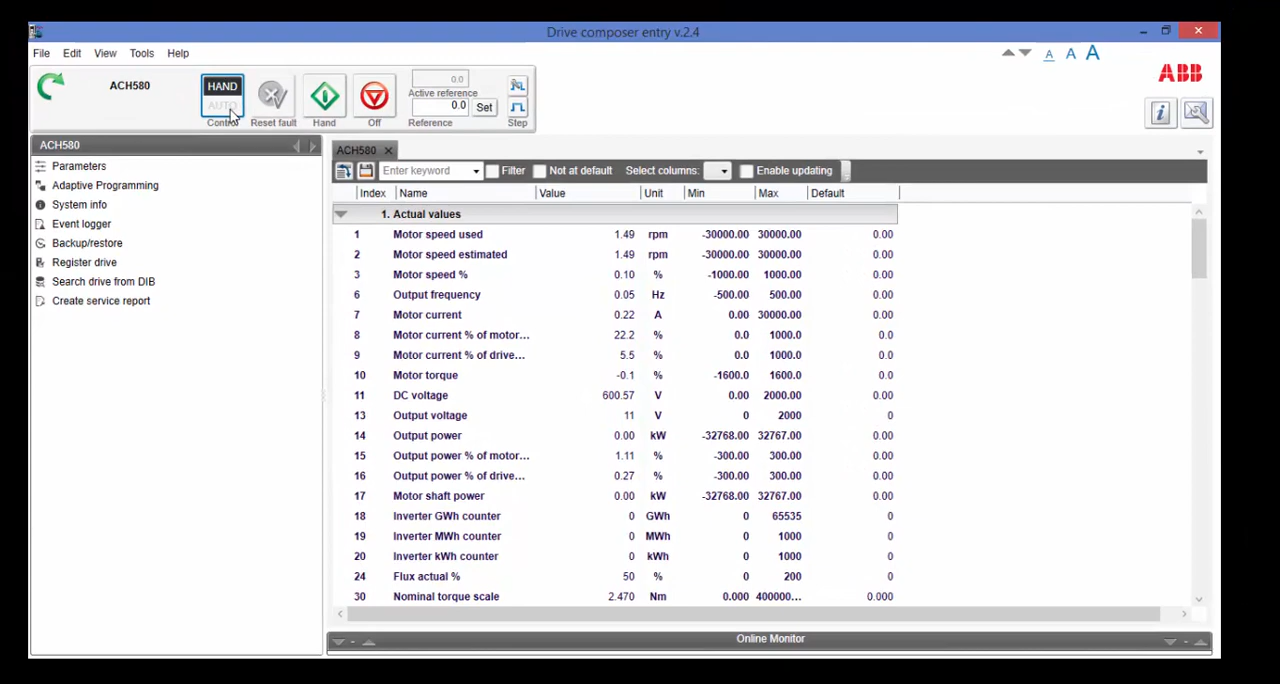 Drive composer entry v.2.4
File Edit View Tools Help
A A A
ACH580
HAND
AUTO
Control
Reset fault
Hand
Off
0.0
Active reference
0.0 Set
Reference
Step
ABB
ACH580
Parameters
Adaptive Programming
System info
Event logger
Backup/restore
Register drive
Search drive from DIB
Create service report
ACH580
Enter keyword Filter Not at default Select columns: Enable updating
Index Name Value Unit Min Max Default
1. Actual values
1 Motor speed used 1.49 rpm -30000.00 30000.00 0.00
2 Motor speed estimated 1.49 rpm -30000.00 30000.00 0.00
3 Motor speed % 0.10 % -1000.00 1000.00 0.00
6 Output frequency 0.05 Hz -500.00 500.00 0.00
7 Motor current 0.22 A 0.00 30000.00 0.00
8 Motor current % of motor... 22.2 % 0.0 1000.0 0.0
9 Motor current % of drive... 5.5 % 0.0 1000.0 0.0
10 Motor torque -0.1 % -1600.0 1600.0 0.0
11 DC voltage 600.57 V 0.00 2000.00 0.00
13 Output voltage 11 V 0 2000 0
14 Output power 0.00 kW -32768.00 32767.00 0.00
15 Output power % of motor... 1.11 % -300.00 300.00 0.00
16 Output power % of drive... 0.27 % -300.00 300.00 0.00
17 Motor shaft power 0.00 kW -32768.00 32767.00 0.00
18 Inverter GWh counter 0 GWh 0 65535 0
19 Inverter MWh counter 0 MWh 0 1000 0
20 Inverter kWh counter 0 kWh 0 1000 0
24 Flux actual % 50 % 0 200 0
30 Nominal torque scale 2.470 Nm 0.000 400000... 0.000
Online Monitor